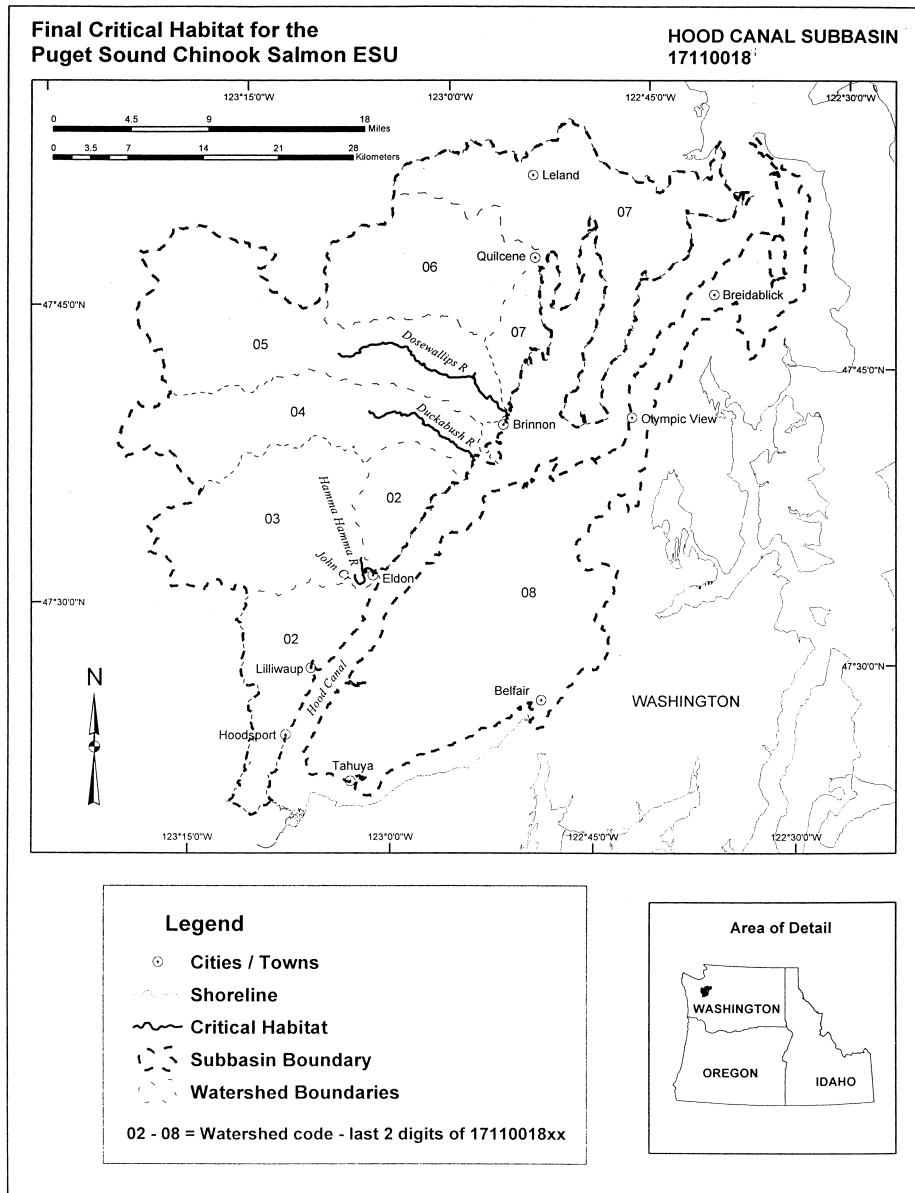 Final Critical Habitat for the
Puget Sound Chinook Salmon ESU
HOOD CANAL SUBBASIN
17110018
123°15'0"W
123°0'0"W
122°45'0"W
122°30'0"W
0 4.5 9 18
Miles
0 3.5 7 14 21 28
Kilometers
Leland
07
Quilcene
06
Breidablick
47°45'0"N
07
05
Dosewallips R
47°45'0"N
04
Duckabush R
Brinnon
Olympic View
02
03
Hamma Hamma R
John Cr
Eldon
08
47°30'0"N
02
Lilliwaup
Hood Canal
47°30'0"N
N
Belfair
WASHINGTON
Hoodsport
Tahuya
123°15'0"W
123°0'0"W
122°45'0"W
122°30'0"W
Legend
Cities / Towns
Shoreline
Critical Habitat
Subbasin Boundary
Watershed Boundaries
02 - 08 = Watershed code - last 2 digits of 17110018xx
Area of Detail
WASHINGTON
OREGON
IDAHO